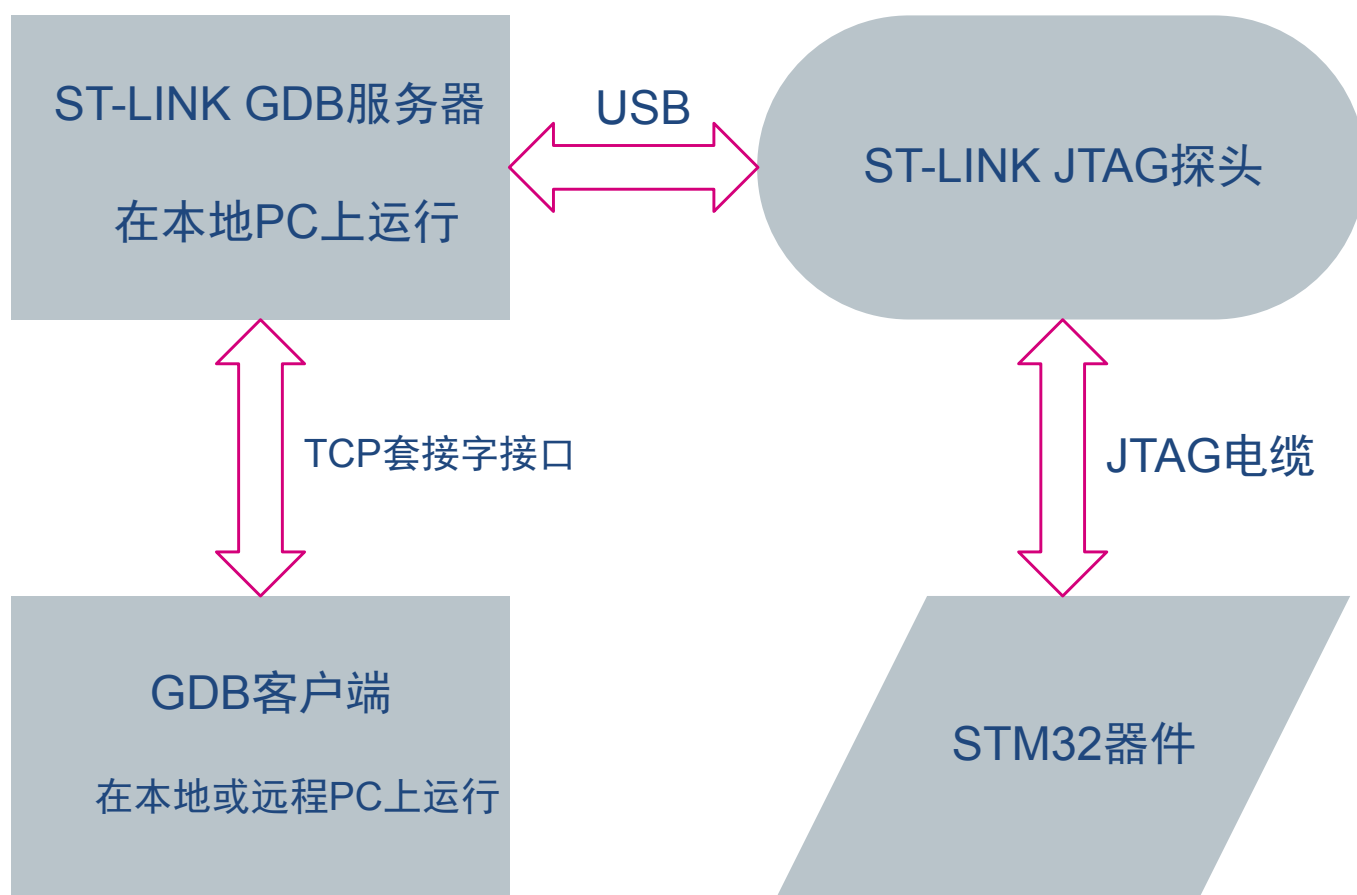 ST-LINK GDB服务器
在本地PC上运行
USB
ST-LINK JTAG探头
TCP套接字接口
JTAG电缆
GDB客户端
在本地或远程PC上运行
STM32器件